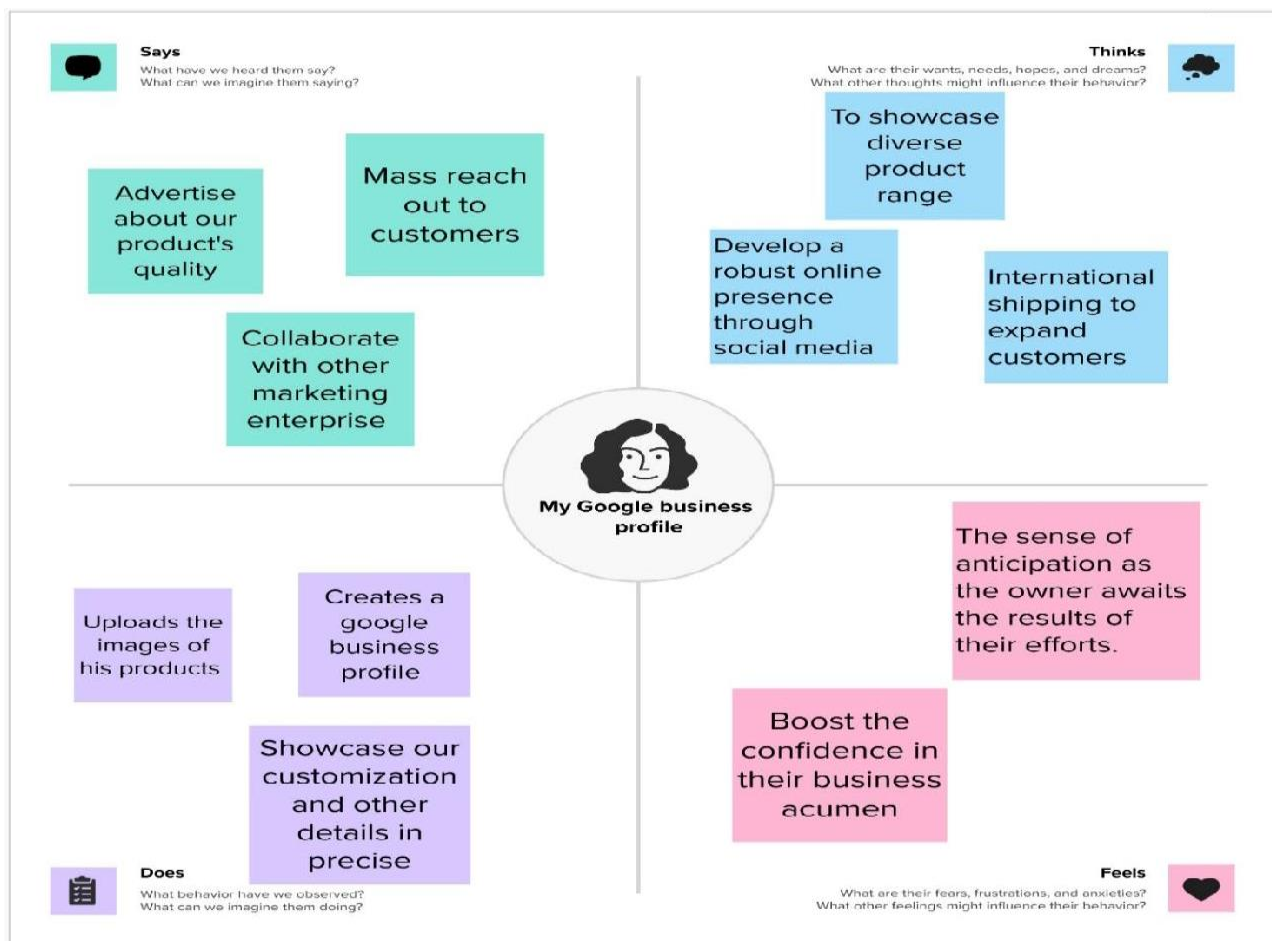 Says
What have we heard them say?
What can we imagine them saying?
Advertise
about our
product's
quality
Mass reach
out to
customers
Collaborate
with other
marketing
enterprise
Thinks
What are their wants, needs, hopes, and dreams?
What other thoughts might influence their behavior?
To showcase
diverse
product
range
Develop a
robust online
presence
through
social media
International
shipping to
expand
customers
My Google business
profile
Uploads the
images of
his products
Creates a
google
business
profile
Showcase our
customization
and other
details in
precise
Does
What behavior have we observed?
What can we imagine them doing?
The sense of
anticipation as
the owner awaits
the results of
their efforts.
Boost the
confidence in
their business
acumen
Feels
What are their fears, frustrations, and anxieties?
What other feelings might influence their behavior?